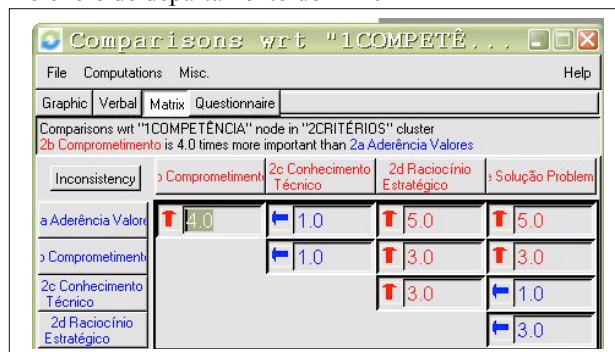 Comparisons wrt "1COMPETÊ...
File Computations Misc. Help
Graphic Verbal Matrix Questionnaire
Comparisons wrt "1COMPETÊNCIA" node in "2CRITÉRIOS" cluster
2b Comprometimento is 4.0 times more important than 2a Aderência Valores
Inconsistency Comprometiment 2c Conhecimento Técnico 2d Raciocínio Estratégico Solução Problem
a Aderência Valore 4.0 1.0 5.0 5.0
Comprometiment 1.0 3.0 3.0
2c Conhecimento Técnico 3.0 1.0
2d Raciocínio Estratégico 3.0